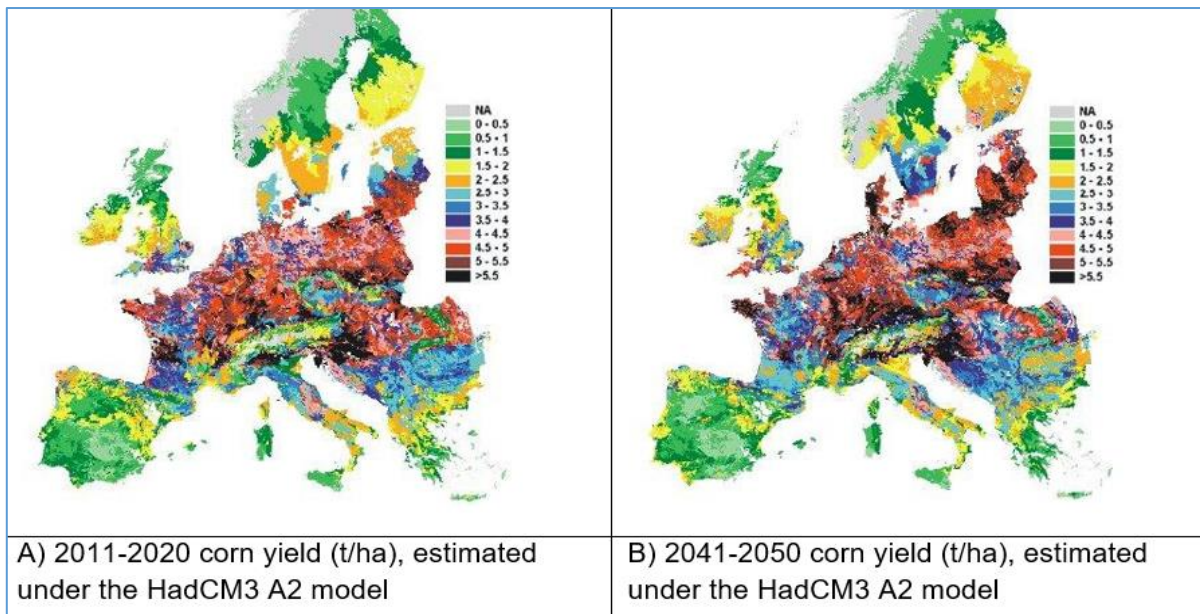 NA
0 - 0.5
0.5 - 1
1 - 1.5
1.5 - 2
2 - 2.5
2.5 - 3
3 - 3.5
3.5 - 4
4 - 4.5
4.5 - 5
5 - 5.5
>5.5
NA
0 - 0.5
0.5 - 1
1 - 1.5
1.5 - 2
2 - 2.5
2.5 - 3
3 - 3.5
3.5 - 4
4 - 4.5
4.5 - 5
5 - 5.5
>5.5
A) 2011-2020 corn yield (t/ha), estimated
under the HadCM3 A2 model
B) 2041-2050 corn yield (t/ha), estimated
under the HadCM3 A2 model